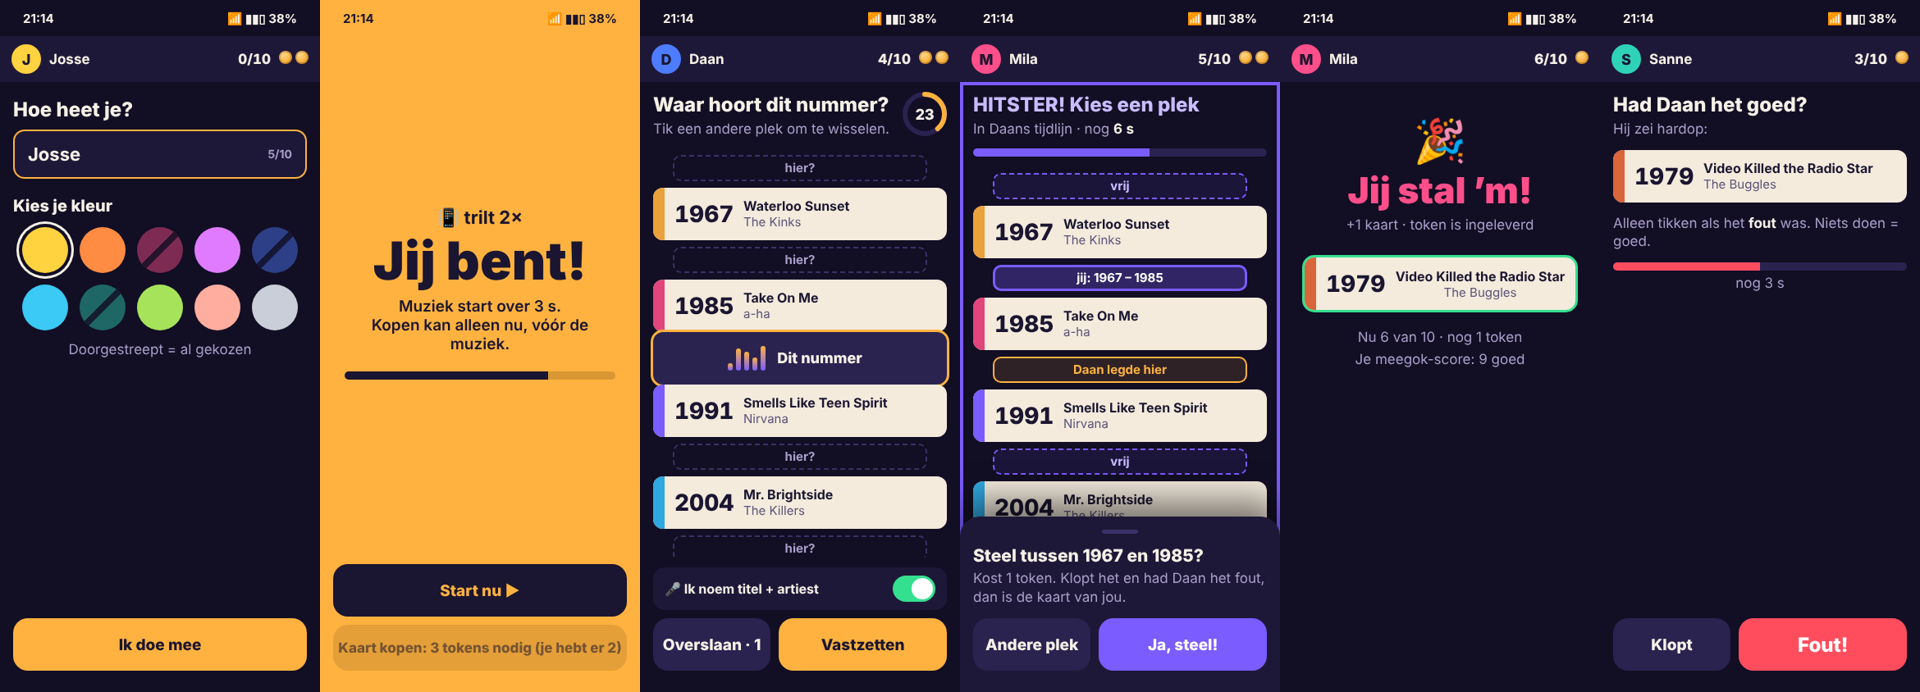 21:14
38%
J
Josse
0/10
Hoe heet je?
Josse
5/10
Kies je kleur
Doorgestreept = al gekozen
Ik doe mee
21:14
38%
trilt 2×
Jij bent!
Muziek start over 3 s.
Kopen kan alleen nu, vóór de
muziek.
Start nu ▶
Kaart kopen: 3 tokens nodig (je hebt er 2)
21:14
38%
D
Daan
4/10
Waar hoort dit nummer?
23
Tik een andere plek om te wisselen.
hier?
1967
Waterloo Sunset
The Kinks
hier?
1985
Take On Me
a-ha
Dit nummer
1991
Smells Like Teen Spirit
Nirvana
hier?
2004
Mr. Brightside
The Killers
hier?
Ik noem titel + artiest
Overslaan · 1
Vastzetten
21:14
38%
M
Mila
5/10
HITSTER! Kies een plek
In Daans tijdlijn · nog 6 s
vrij
1967
Waterloo Sunset
The Kinks
jij: 1967 – 1985
1985
Take On Me
a-ha
Daan legde hier
1991
Smells Like Teen Spirit
Nirvana
vrij
2004
Mr. Brightside
The Killers
Steel tussen 1967 en 1985?
Kost 1 token. Klopt het en had Daan het fout,
dan is de kaart van jou.
Andere plek
Ja, steel!
21:14
38%
M
Mila
6/10
Jij stal ’m!
+1 kaart · token is ingeleverd
1979
Video Killed the Radio Star
The Buggles
Nu 6 van 10 · nog 1 token
Je meegok-score: 9 goed
21:14
38%
S
Sanne
3/10
Had Daan het goed?
Hij zei hardop:
1979
Video Killed the Radio Star
The Buggles
Alleen tikken als het fout was. Niets doen =
goed.
nog 3 s
Klopt
Fout!